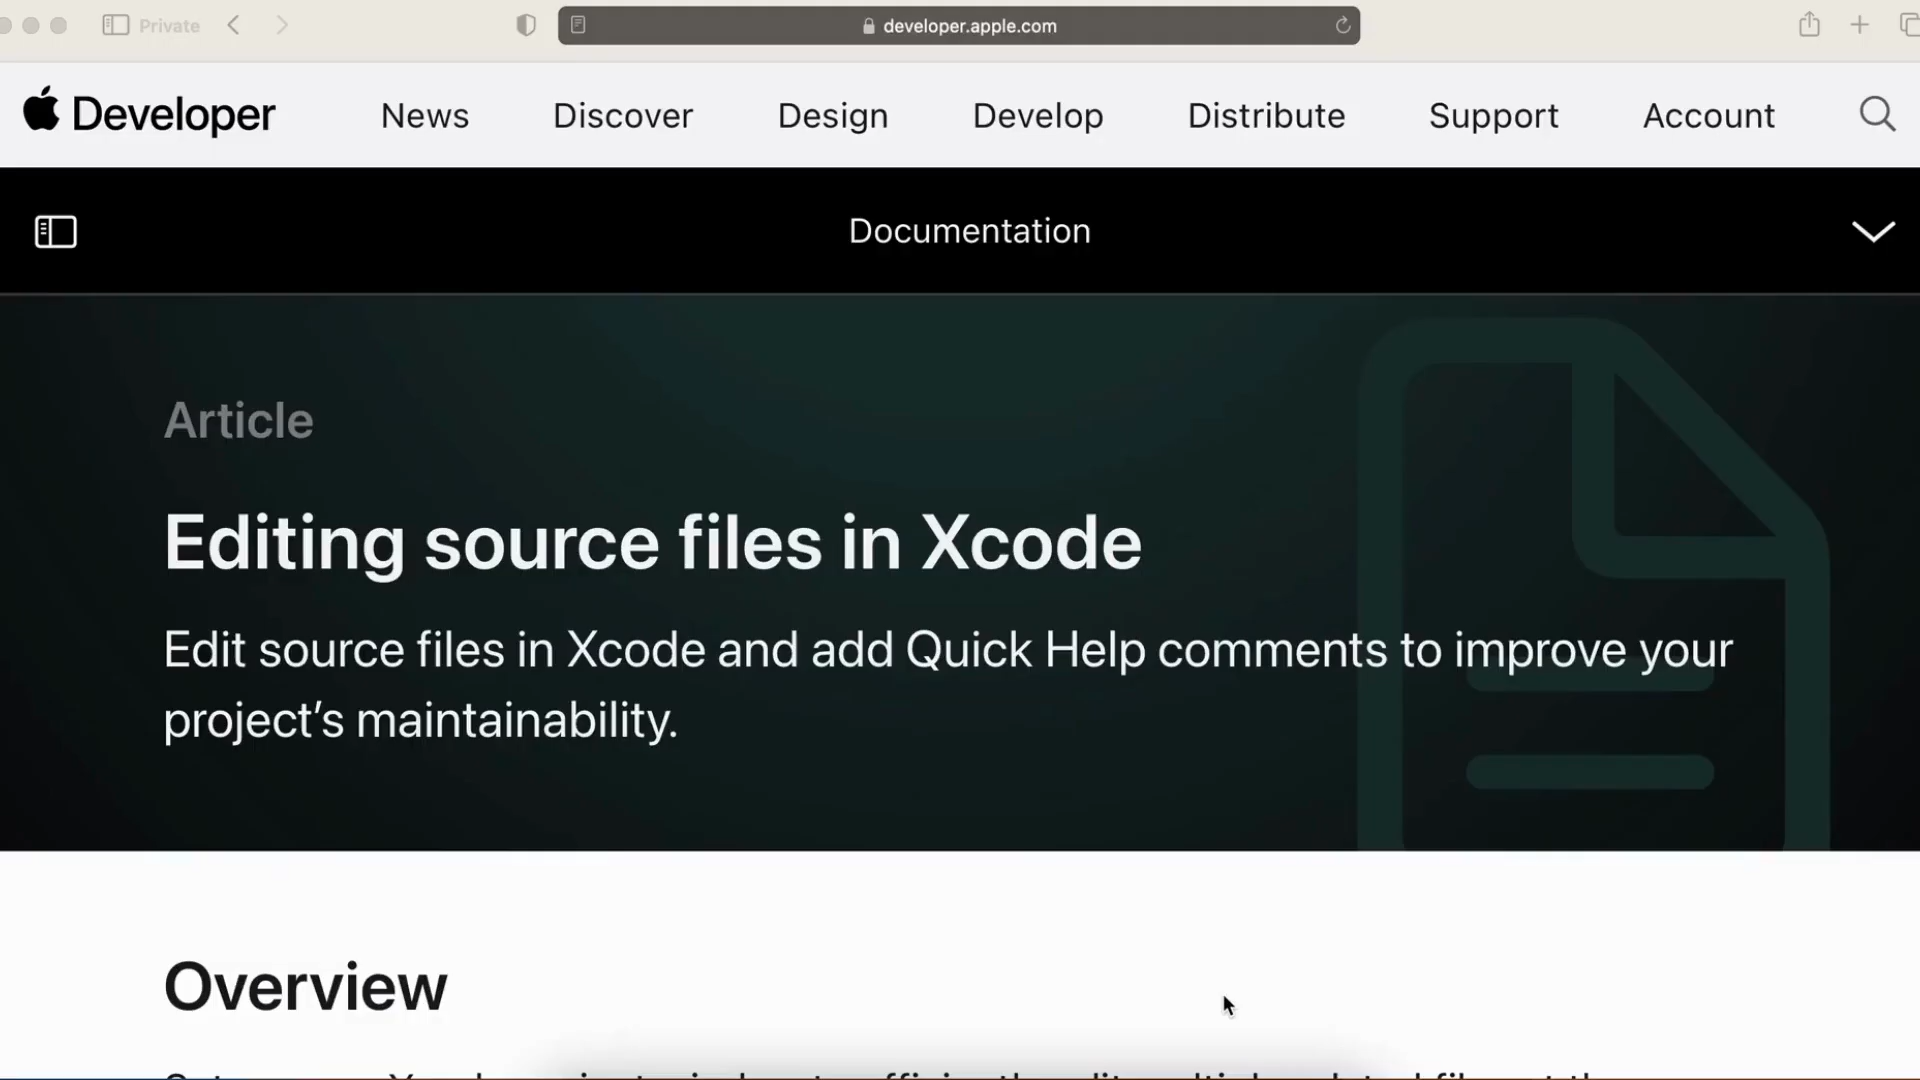 Private
developer.apple.com
Developer News Discover Design Develop Distribute Support Account
Documentation
Article
Editing source files in Xcode
Edit source files in Xcode and add Quick Help comments to improve your
project’s maintainability.
Overview